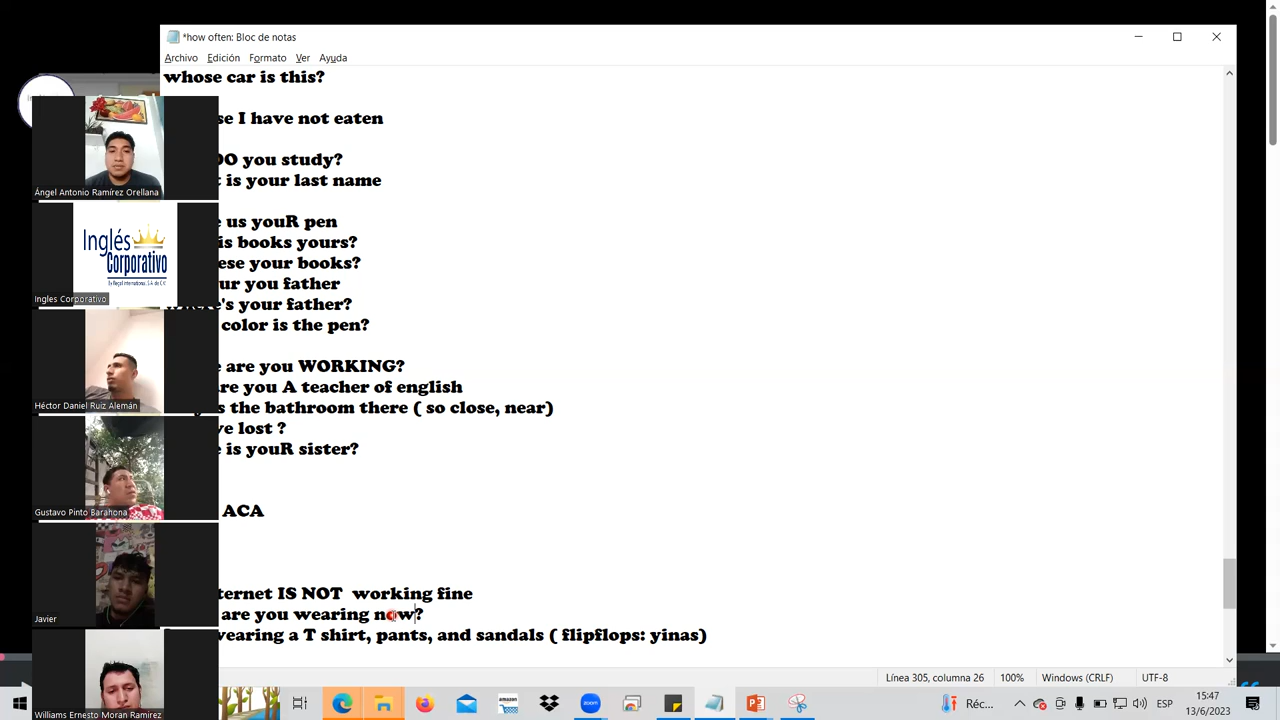 *how often: Bloc de notas
Archivo Edición Formato Ver Ayuda
whose car is this?
se I have not eaten
DO you study?
is your last name
us youR pen
is books yours?
ese your books?
ur you father
Where's your father?
color is the pen?
are you WORKING?
are you A teacher of english
s the bathroom there ( so close, near)
ve lost ?
is youR sister?
ACA
ternet IS NOT working fine
are you wearing now?
wearing a T shirt, pants, and sandals ( flipflops: yinas)
Ángel Antonio Ramírez Orellana
Inglés
Corporativo
Ingles Corporativo
Héctor Daniel Ruiz Alemán
Gustavo Pinto Barahona
Javier
Williams Ernesto Moran Ramirez
Línea 305, columna 26 100% Windows (CRLF) UTF-8
amazon
zoom
Réc... ESP 15:47
13/6/2023